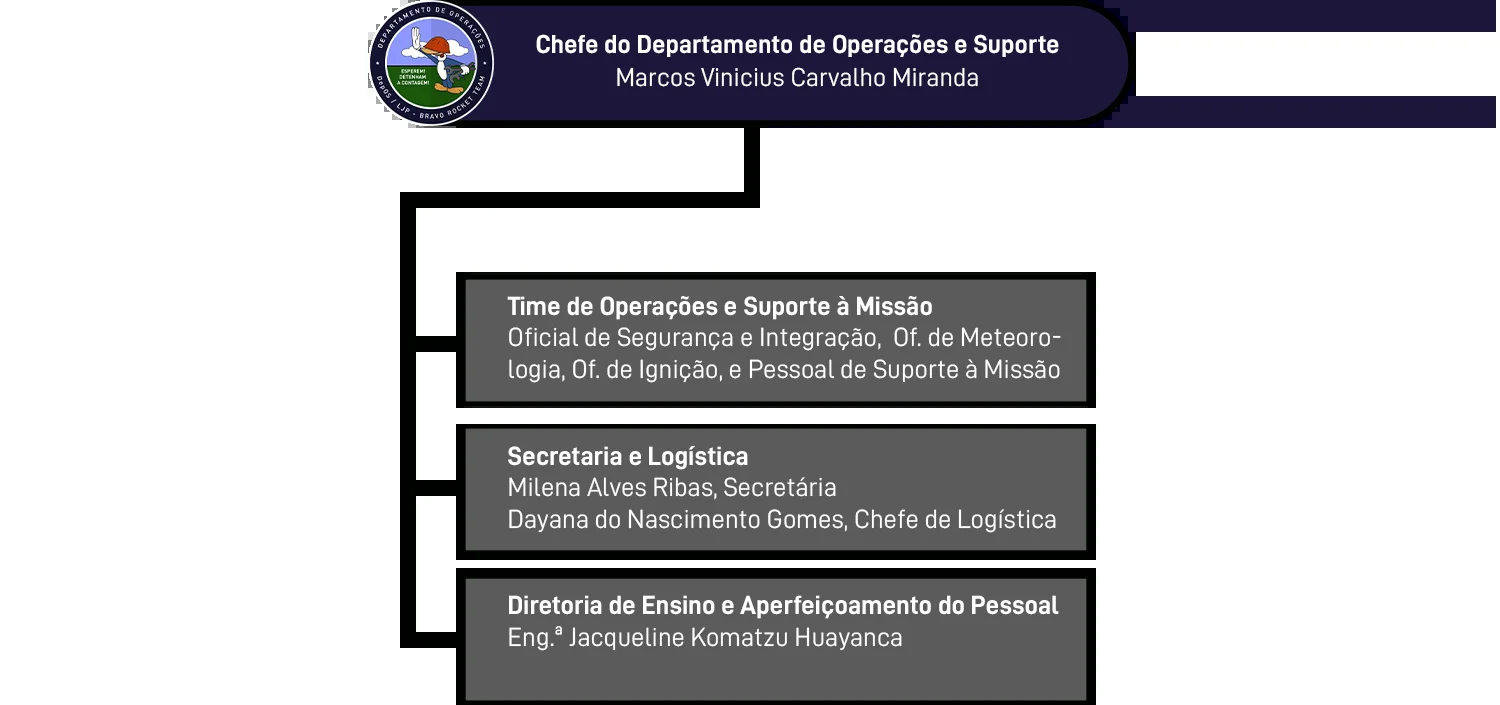 DEPARTAMENTO DE OPERAÇÕES
ESPEREM!
DETENHAM
A CONTAGEM!
DEPOS / LJP - BRAVO ROCKET TEAM
Chefe do Departamento de Operações e Suporte
Marcos Vinicius Carvalho Miranda
Time de Operações e Suporte à Missão
Oficial de Segurança e Integração, Of. de Meteoro-
logia, Of. de Ignição, e Pessoal de Suporte à Missão
Secretaria e Logística
Milena Alves Ribas, Secretária
Dayana do Nascimento Gomes, Chefe de Logística
Diretoria de Ensino e Aperfeiçoamento do Pessoal
Eng.ª Jacqueline Komatzu Huayanca